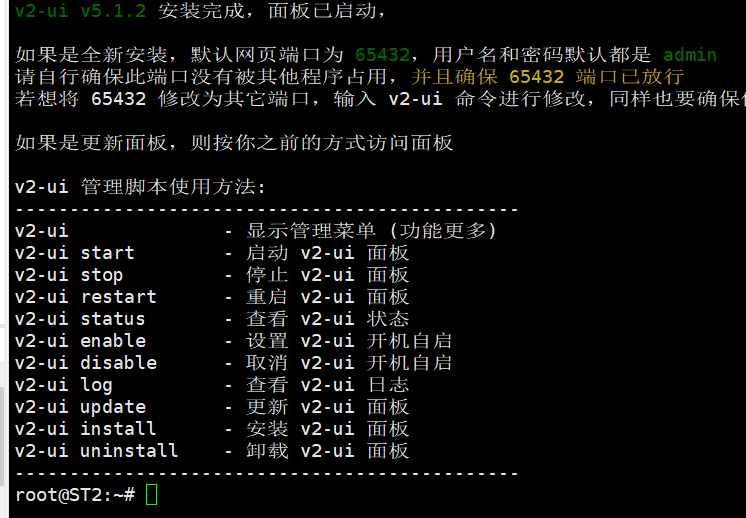 v2-ui v5.1.2 安装完成，面板已启动，
如果是全新安装，默认网页端口为 65432，用户名和密码默认都是 admin
请自行确保此端口没有被其他程序占用，并且确保 65432 端口已放行
若想将 65432 修改为其它端口，输入 v2-ui 命令进行修改，同样也要确保
如果是更新面板，则按你之前的方式访问面板
v2-ui 管理脚本使用方法:
----------------------------------------------
v2-ui              - 显示管理菜单 (功能更多)
v2-ui start        - 启动 v2-ui 面板
v2-ui stop         - 停止 v2-ui 面板
v2-ui restart      - 重启 v2-ui 面板
v2-ui status       - 查看 v2-ui 状态
v2-ui enable       - 设置 v2-ui 开机自启
v2-ui disable      - 取消 v2-ui 开机自启
v2-ui log          - 查看 v2-ui 日志
v2-ui update       - 更新 v2-ui 面板
v2-ui install      - 安装 v2-ui 面板
v2-ui uninstall    - 卸载 v2-ui 面板
----------------------------------------------
root@ST2:~#